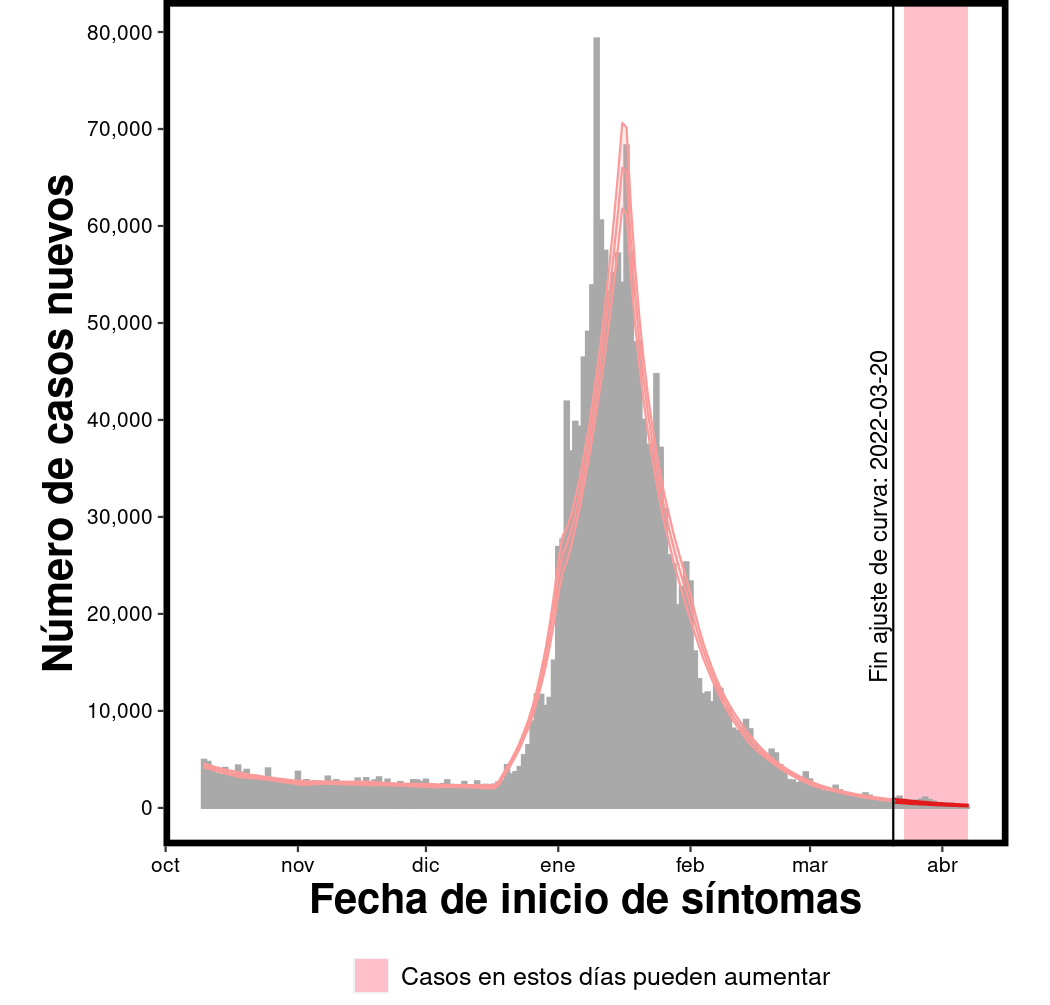 80,000
70,000
60,000
50,000
40,000
30,000
20,000
10,000
0
Número de casos nuevos
Fin ajuste de curva: 2022-03-20
oct nov dic ene feb mar abr
Fecha de inicio de síntomas
Casos en estos días pueden aumentar